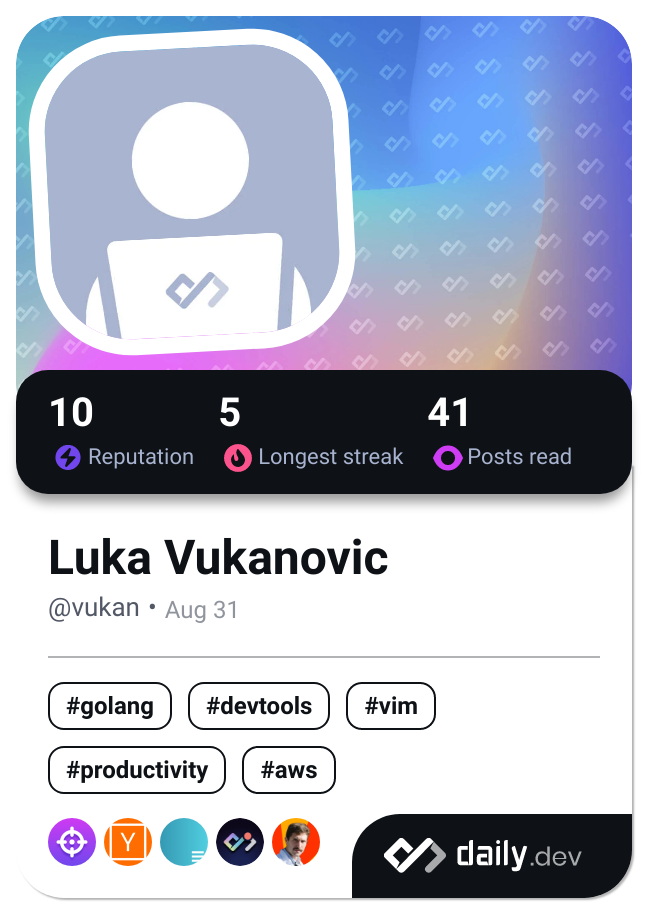 10 5 41
Reputation Longest streak Posts read
Luka Vukanovic
@vukan • Aug 31
#golang #devtools #vim
#productivity #aws
Y
daily.dev